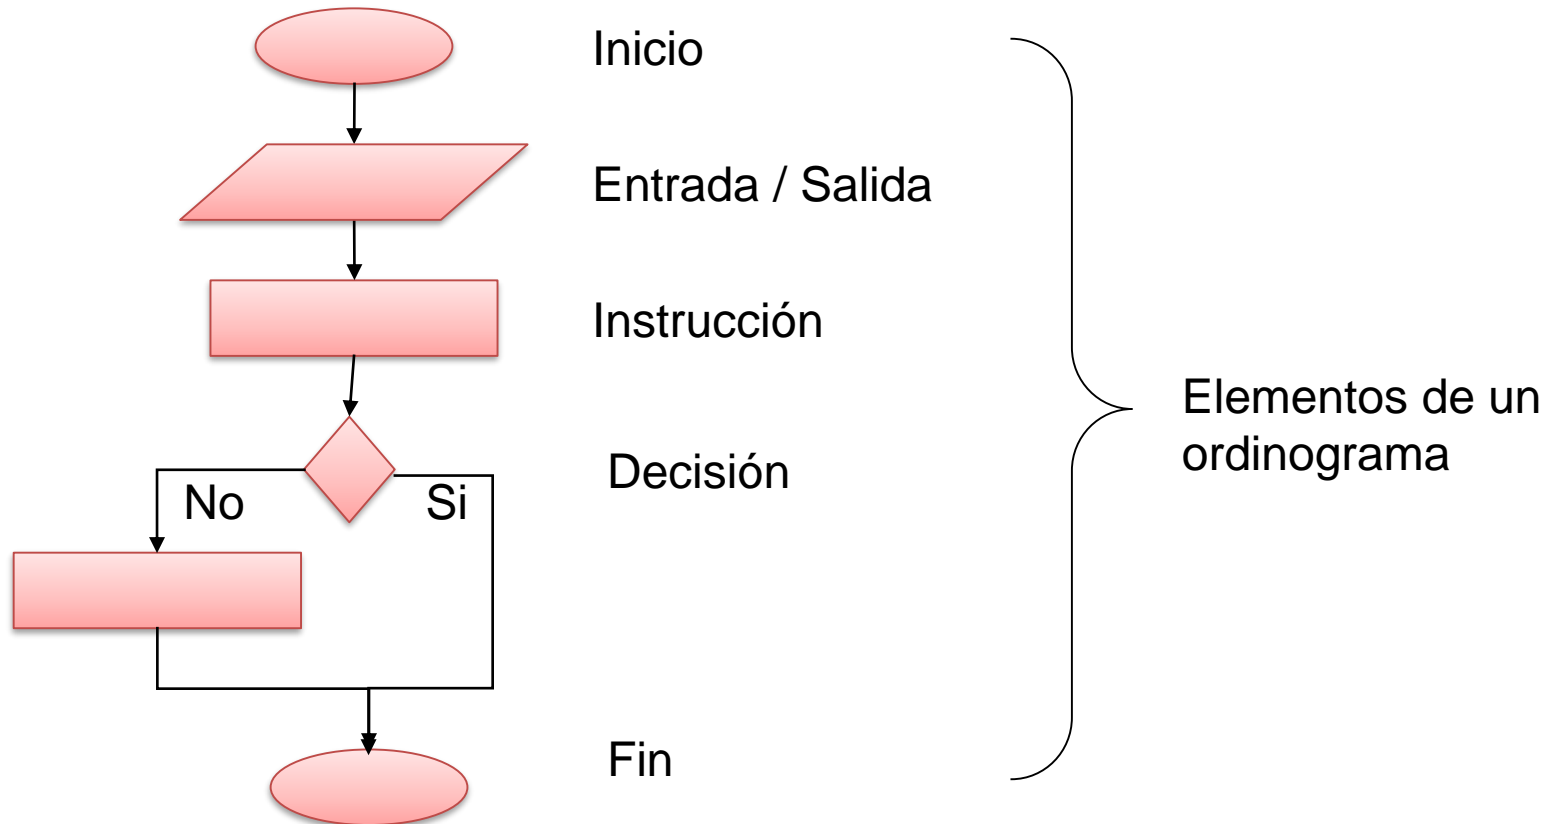 Inicio
Entrada / Salida
Instrucción
Decisión
No
Si
Elementos de un
ordinograma
Fin